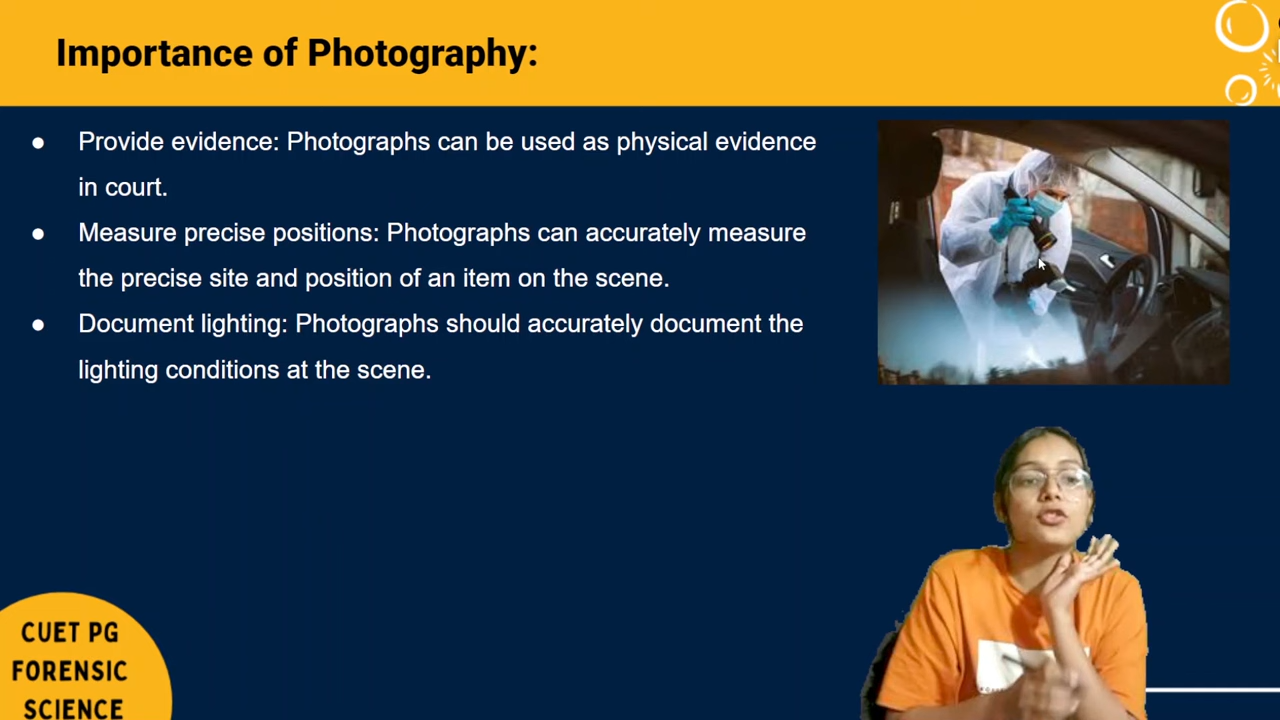 Importance of Photography:
● Provide evidence: Photographs can be used as physical evidence
in court.
● Measure precise positions: Photographs can accurately measure
the precise site and position of an item on the scene.
● Document lighting: Photographs should accurately document the
lighting conditions at the scene.
CUET PG
FORENSIC
SCIENCE